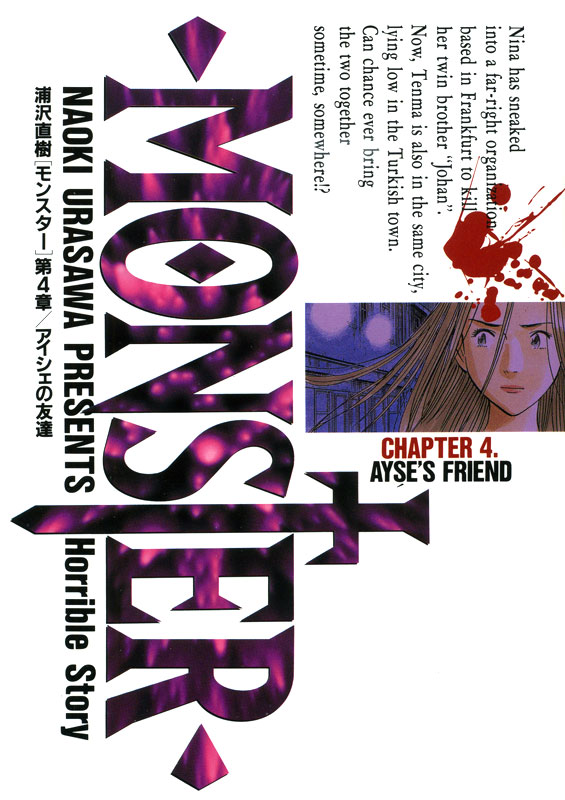 Nina has sneaked
into a far-right organization
based in Frankfurt to kill
her twin brother "Johan".
Now, Tenma is also in the same city,
lying low in the Turkish town.
Can chance ever bring
the two together
sometime, somewhere!?
MONSTER
NAOKI URASAWA PRESENTS Horrible Story
浦沢直樹[モンスター]第4章/アイシェの友達
CHAPTER 4.
AYŞE'S FRIEND